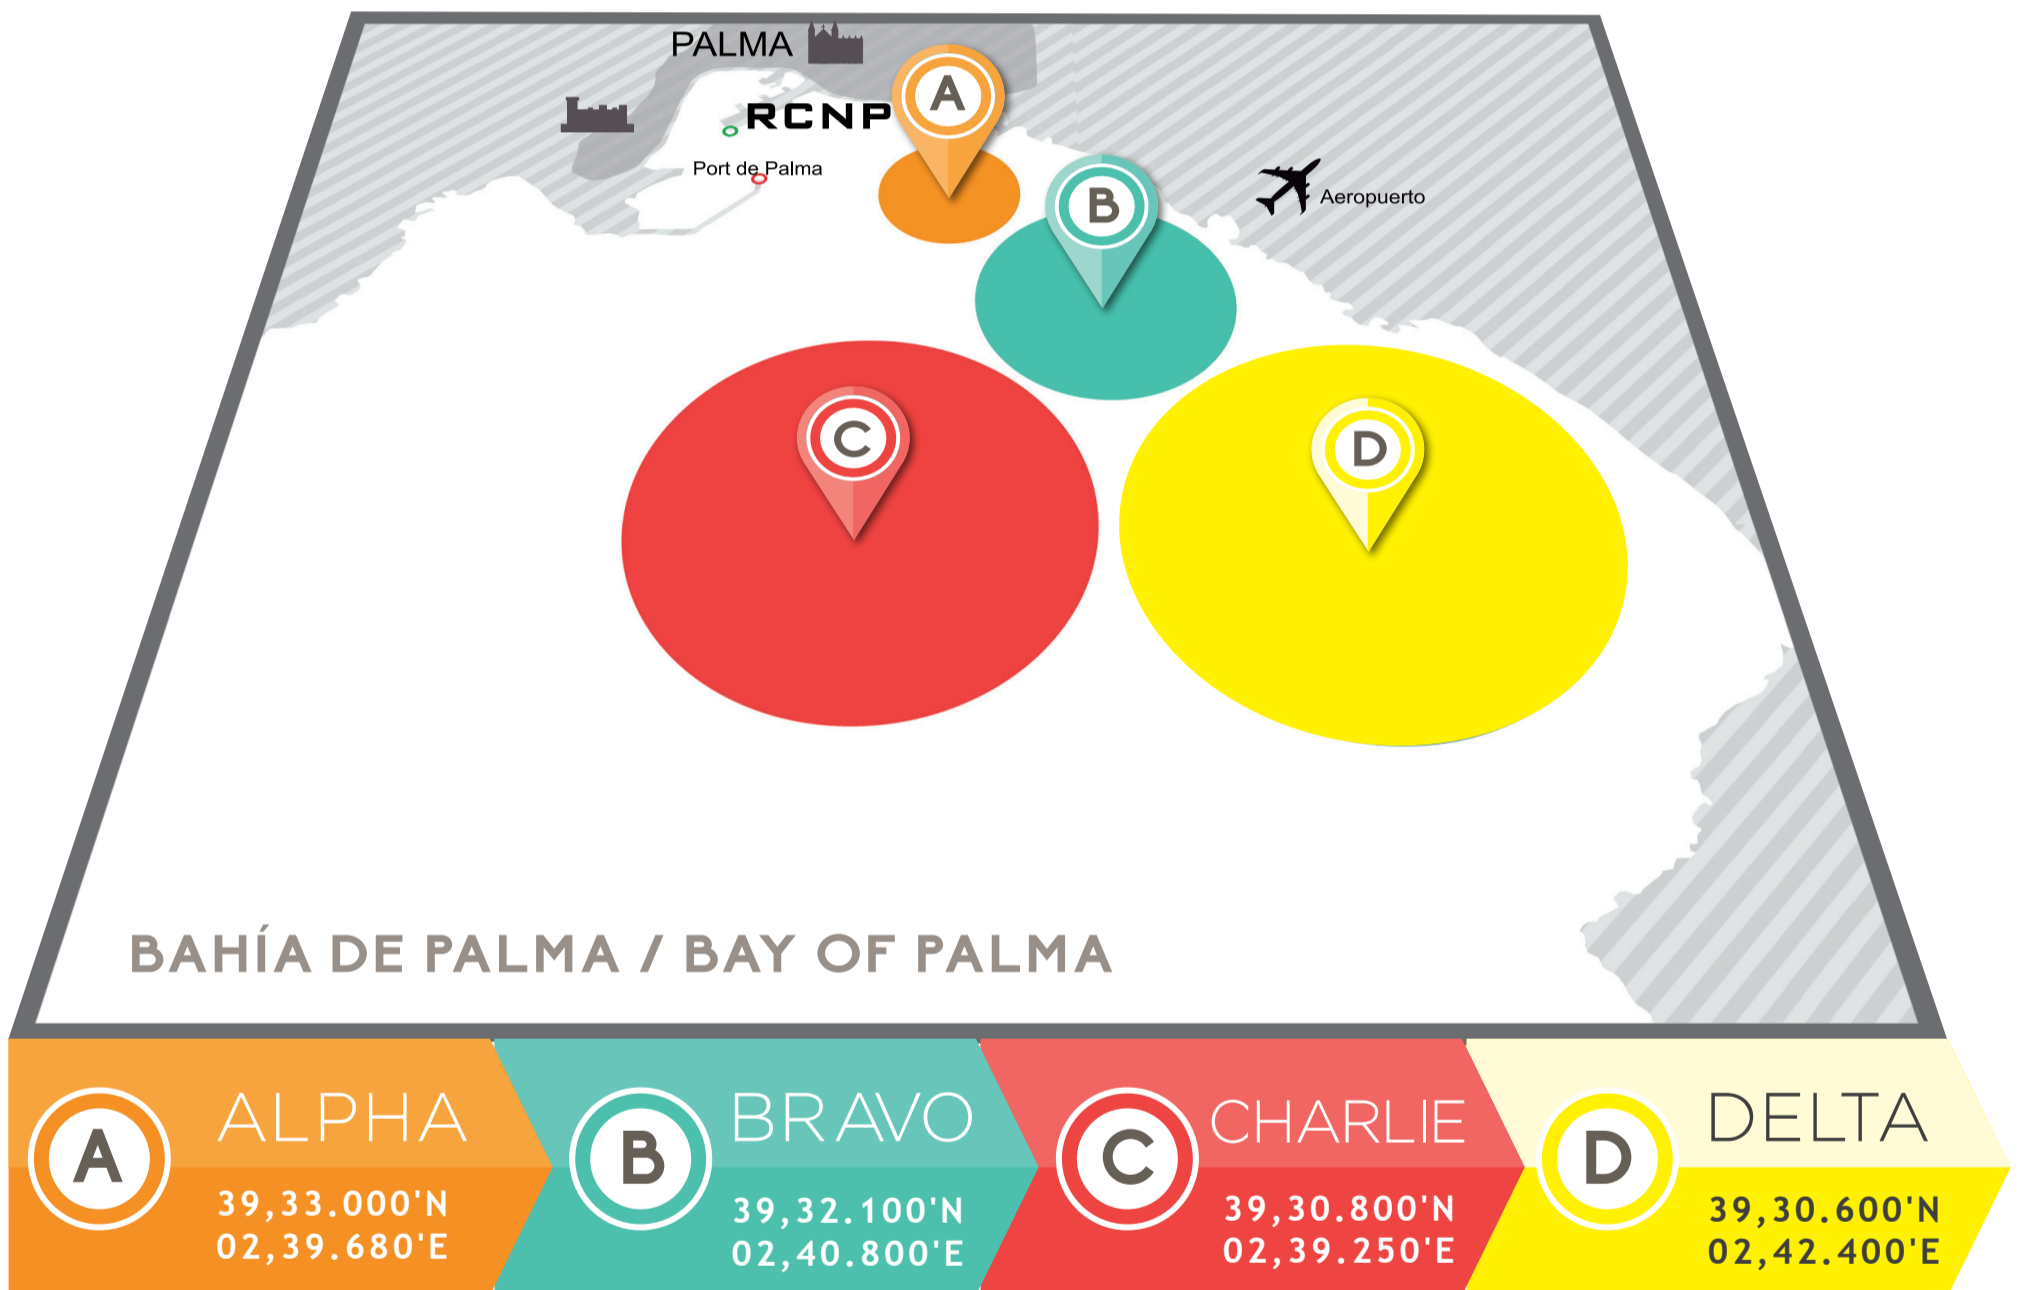 PALMA
A
RCNP
Port de Palma
B
Aeropuerto
C
D
BAHÍA DE PALMA / BAY OF PALMA
A
ALPHA
39,33.000'N
02,39.680'E
B
BRAVO
39,32.100'N
02,40.800'E
C
CHARLIE
39,30.800'N
02,39.250'E
D
DELTA
39,30.600'N
02,42.400'E